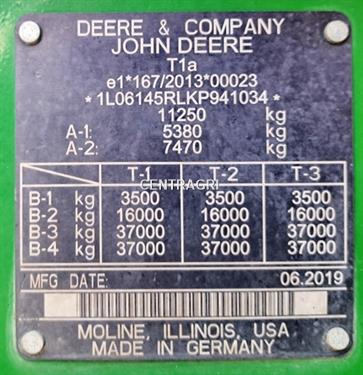 DEERE & COMPANY
JOHN DEERE
T1a
e1*167/2013*00023
*1L06145RLKP941034*
11250 kg
A-1: 5380 kg
A-2: 7470 kg
T-1 T-2 T-3
CENTRAGRI
B-1 kg 3500 3500 3500
B-2 kg 16000 16000 16000
B-3 kg 37000 37000 37000
B-4 kg 37000 37000 37000
MFG DATE: 06.2019
MOLINE, ILLINOIS, USA
MADE IN GERMANY